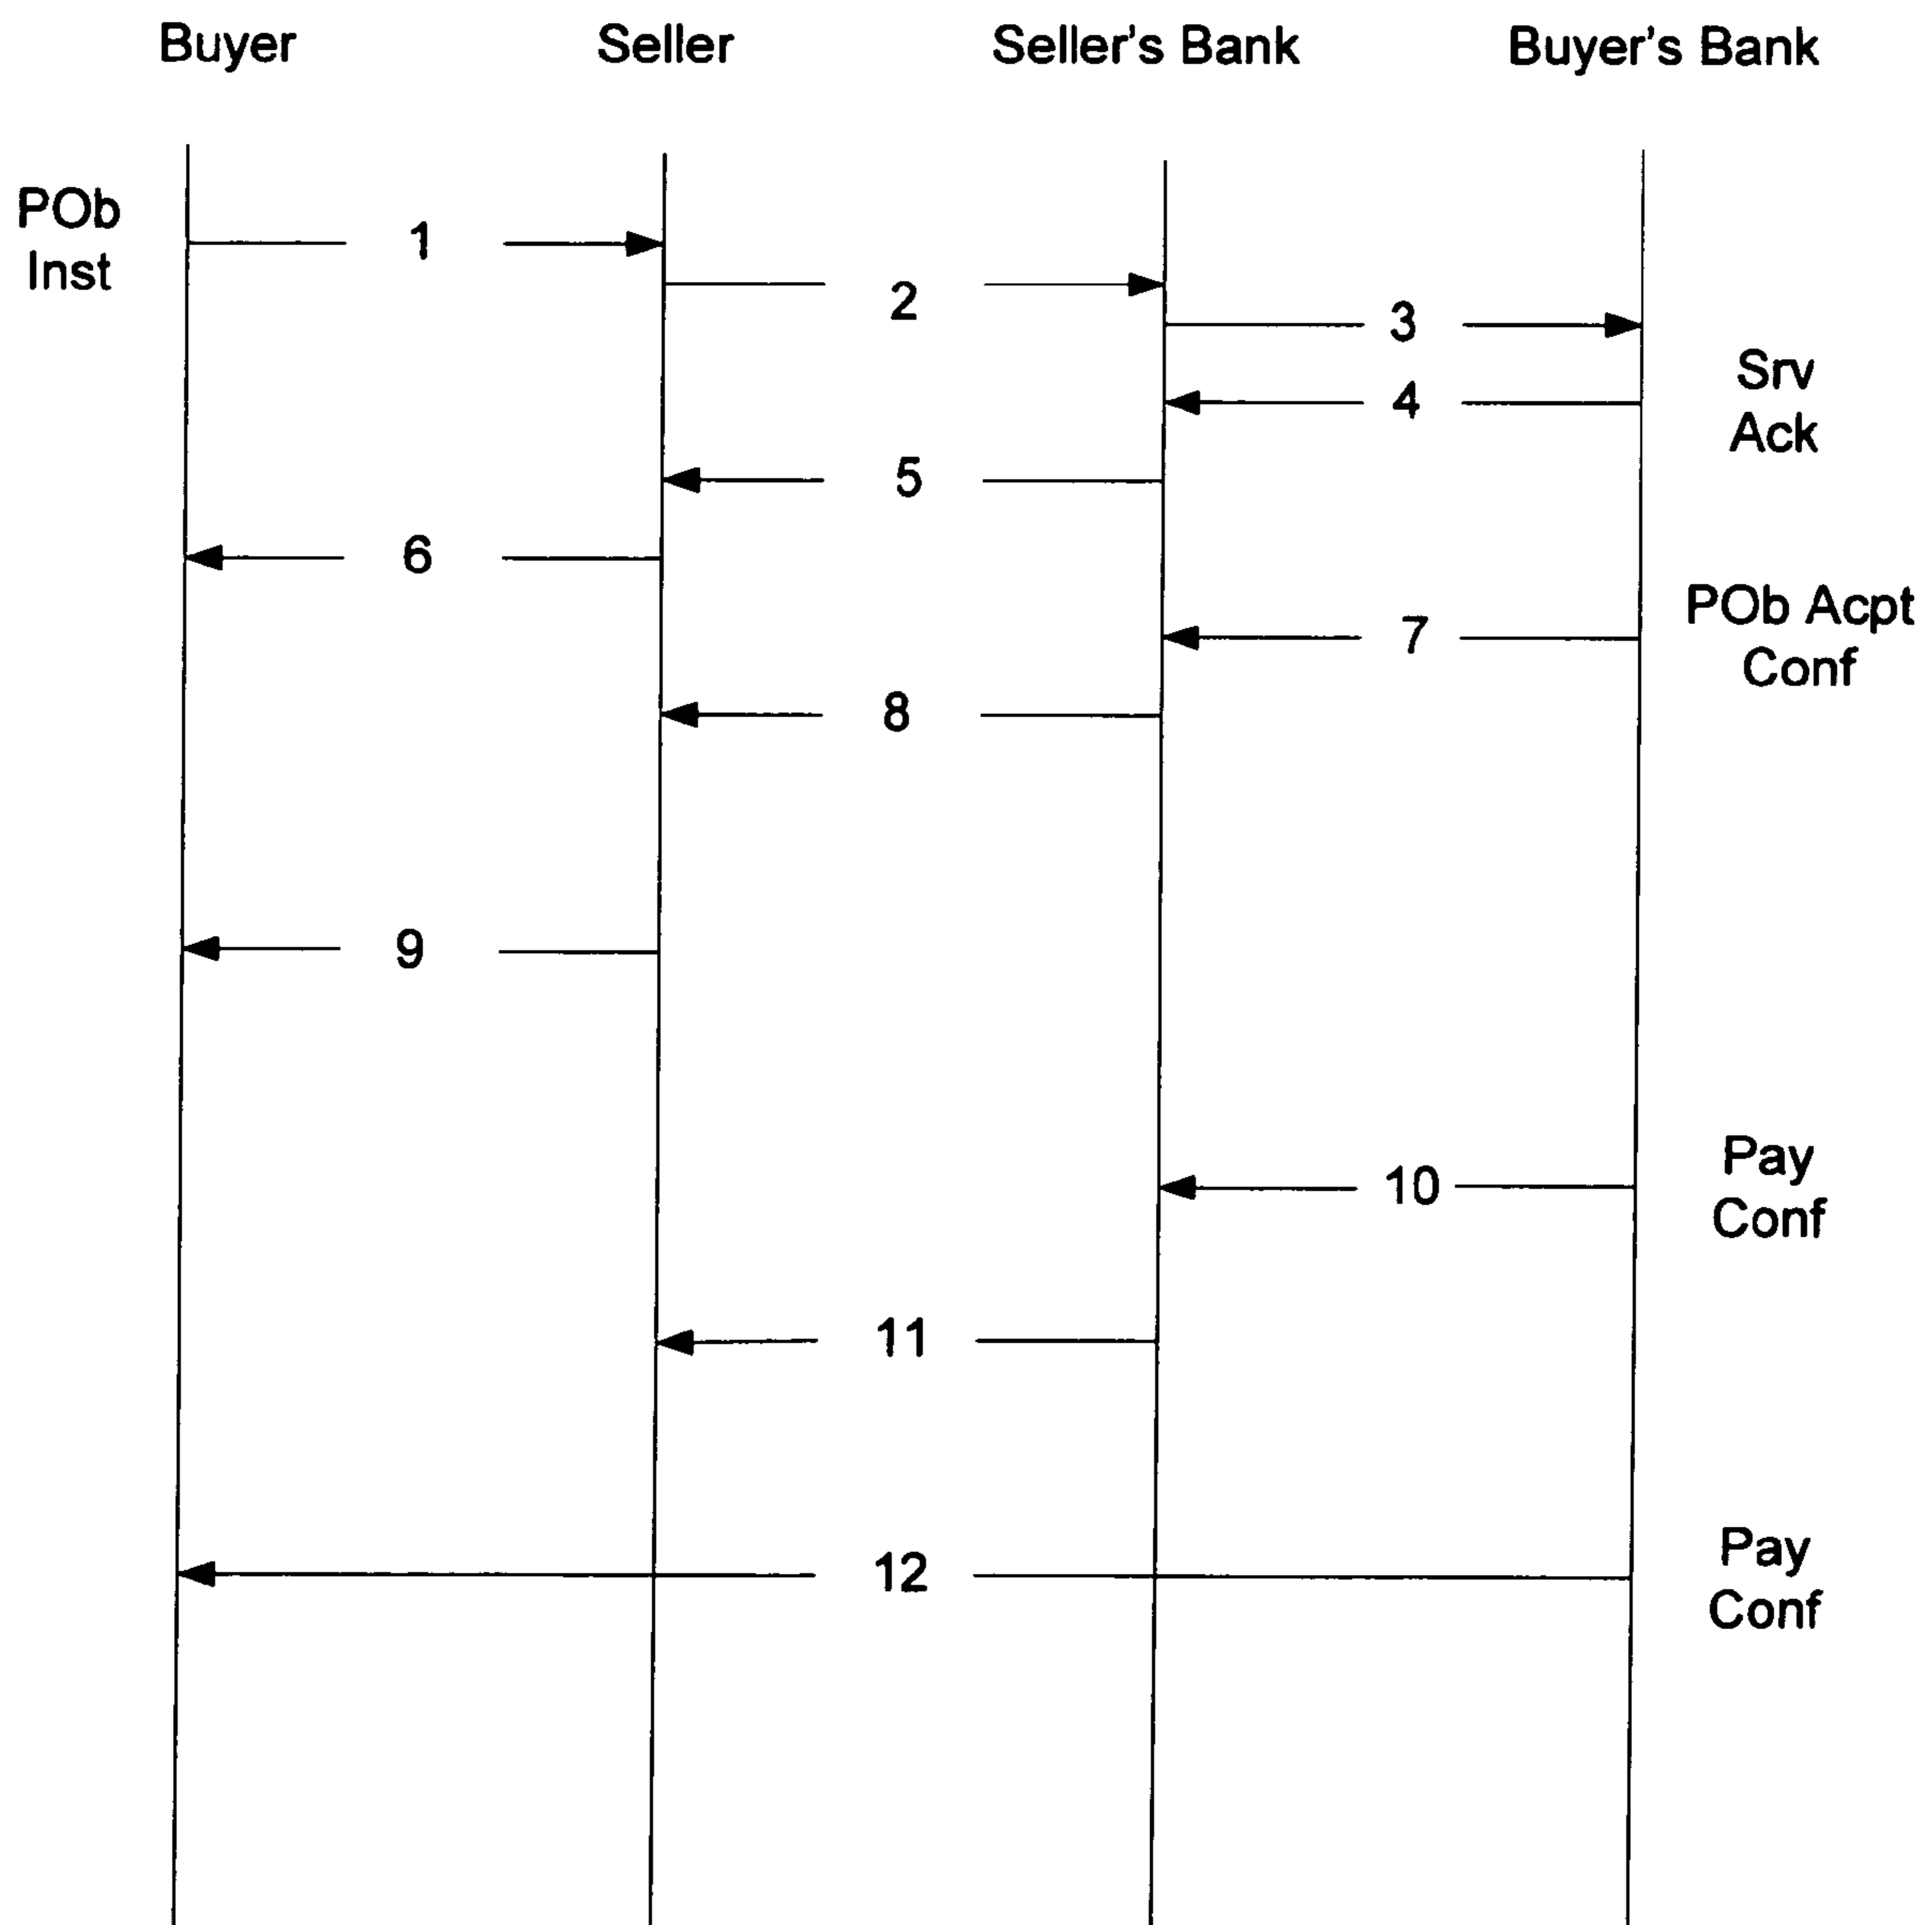 Buyer Seller Seller's Bank Buyer's Bank
POb
Inst
1
2
3
Srv
Ack
4
5
6
POb Acpt
Conf
7
8
9
Pay
Conf
10
11
Pay
Conf
12